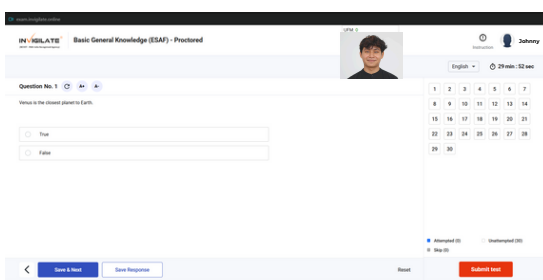 exam.invigilate.online
INVIGILATE
Basic General Knowledge (ESAF) - Proctored
UFM: 0
Instruction
Johnny
English
29 min : 52 sec
Question No. 1
A+
A-
Venus is the closest planet to Earth.
True
False
1 2 3 4 5 6 7
8 9 10 11 12 13 14
15 16 17 18 19 20 21
22 23 24 25 26 27 28
29 30
Attempted (0)
Unattempted (30)
Skip (0)
Save & Next
Save Response
Reset
Submit test